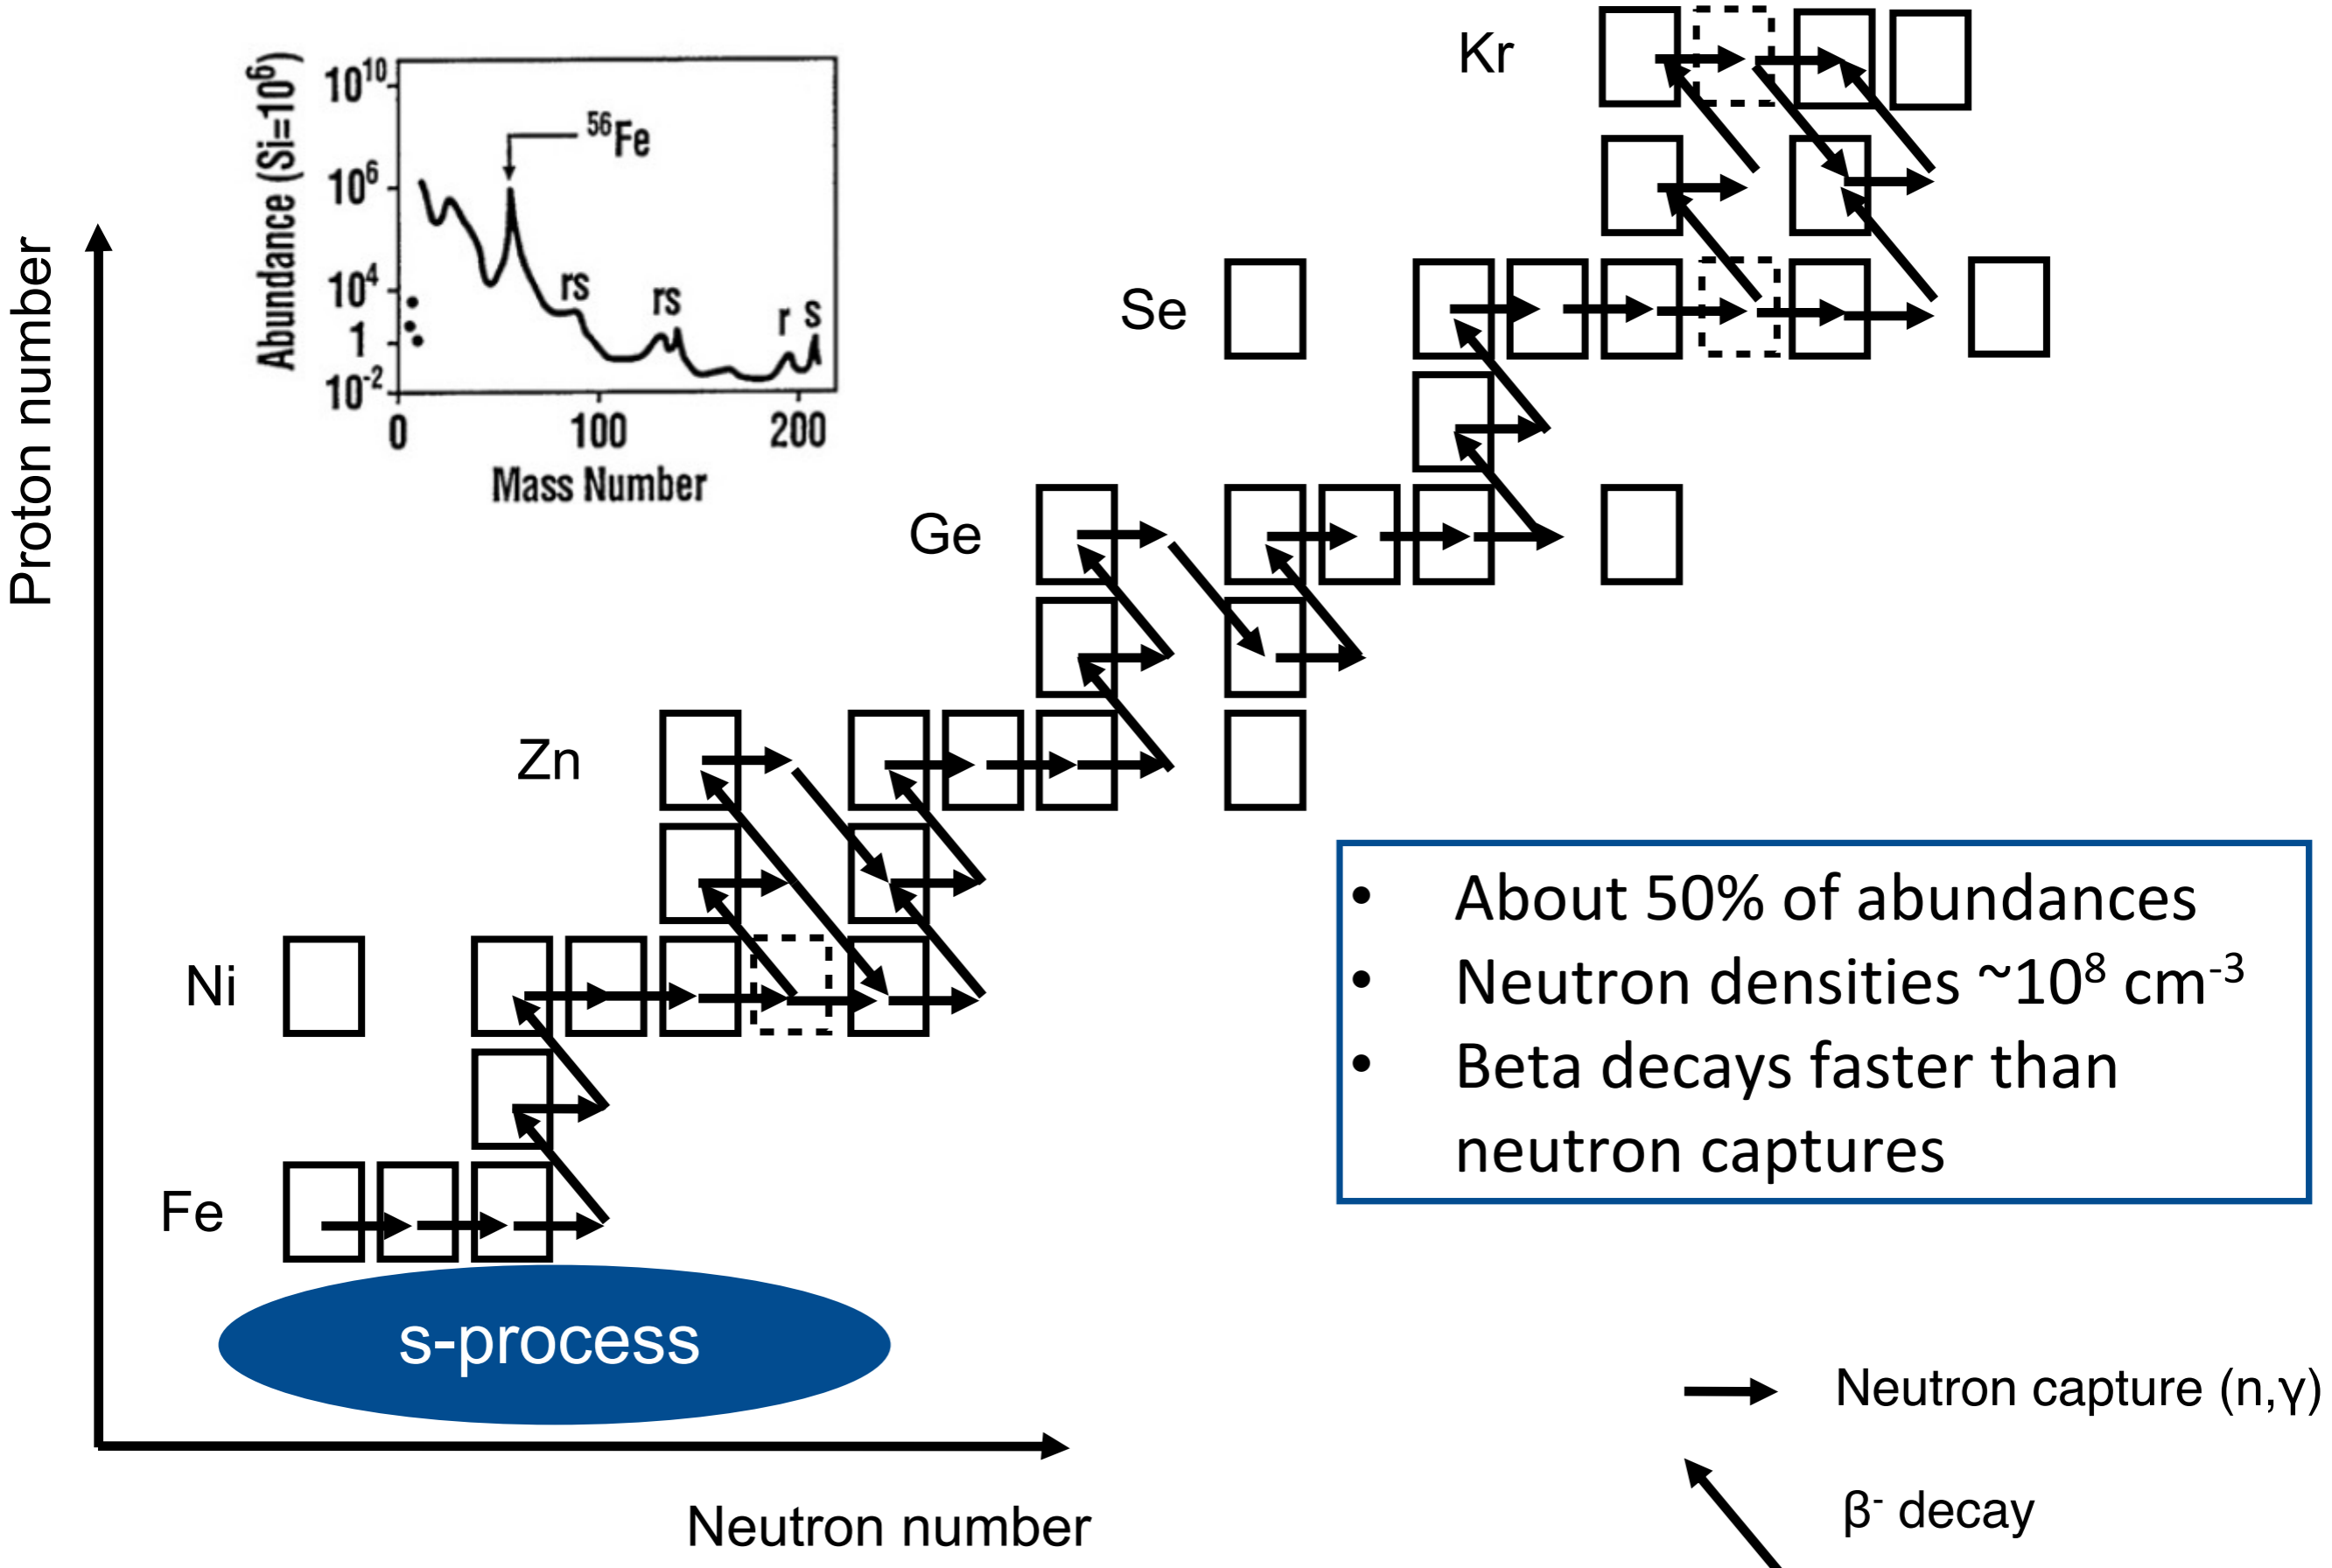 Kr
Abundance (Si=10⁶)
10¹⁰
10⁶
10⁴
1
10⁻²
⁵⁶Fe
rs
rs
r s
0 100 200
Mass Number
Proton number
Se
Ge
Zn
Ni
Fe
• About 50% of abundances
• Neutron densities ~10⁸ cm⁻³
• Beta decays faster than
neutron captures
s-process
Neutron capture (n,γ)
β⁻ decay
Neutron number